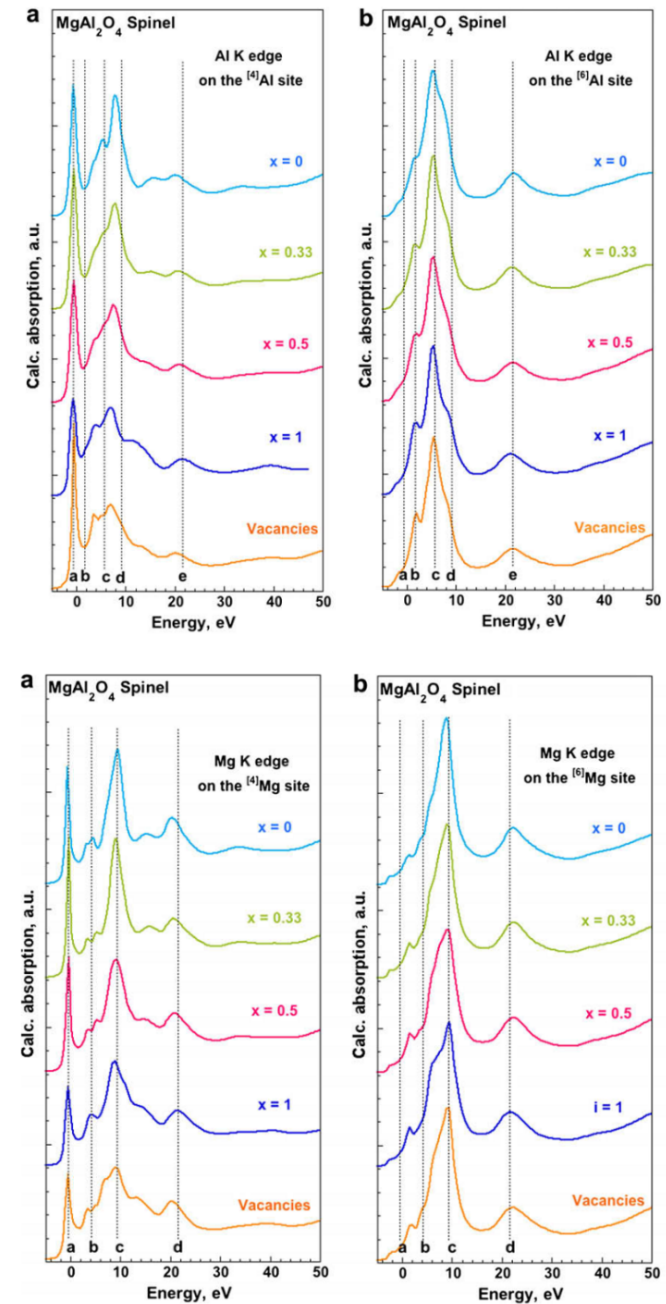 a
MgAl₂O₄ Spinel
Al K edge
on the [4]Al site
x = 0
x = 0.33
x = 0.5
x = 1
Vacancies
a b c d e
0 10 20 30 40 50
Energy, eV
Calc. absorption, a.u.
b
MgAl₂O₄ Spinel
Al K edge
on the [6]Al site
x = 0
x = 0.33
x = 0.5
x = 1
Vacancies
a b c d e
0 10 20 30 40 50
Energy, eV
Calc. absorption, a.u.
a
MgAl₂O₄ Spinel
Mg K edge
on the [4]Mg site
x = 0
x = 0.33
x = 0.5
x = 1
Vacancies
a b c d
0 10 20 30 40 50
Energy, eV
Calc. absorption, a.u.
b
MgAl₂O₄ Spinel
Mg K edge
on the [6]Mg site
x = 0
x = 0.33
x = 0.5
i = 1
Vacancies
a b c d
0 10 20 30 40 50
Energy, eV
Calc. absorption, a.u.